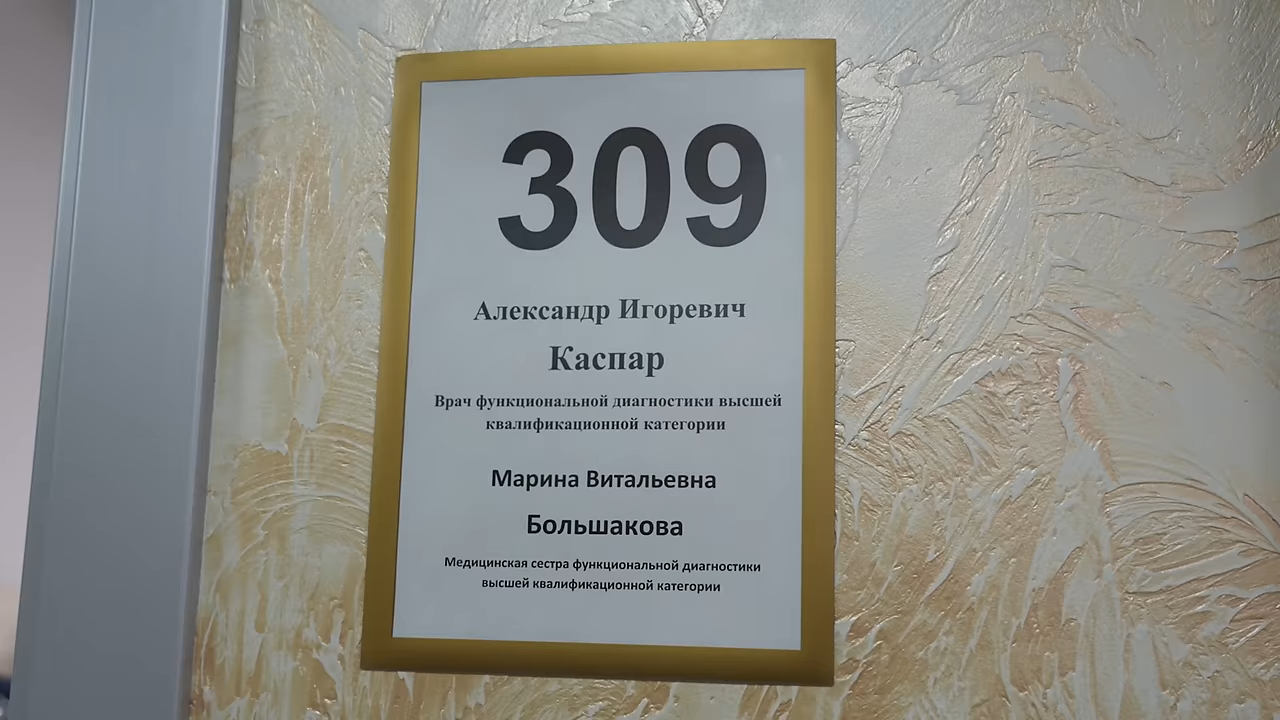 309
Александр Игоревич
Каспар
Врач функциональной диагностики высшей
квалификационной категории
Марина Витальевна
Большакова
Медицинская сестра функциональной диагностики
высшей квалификационной категории